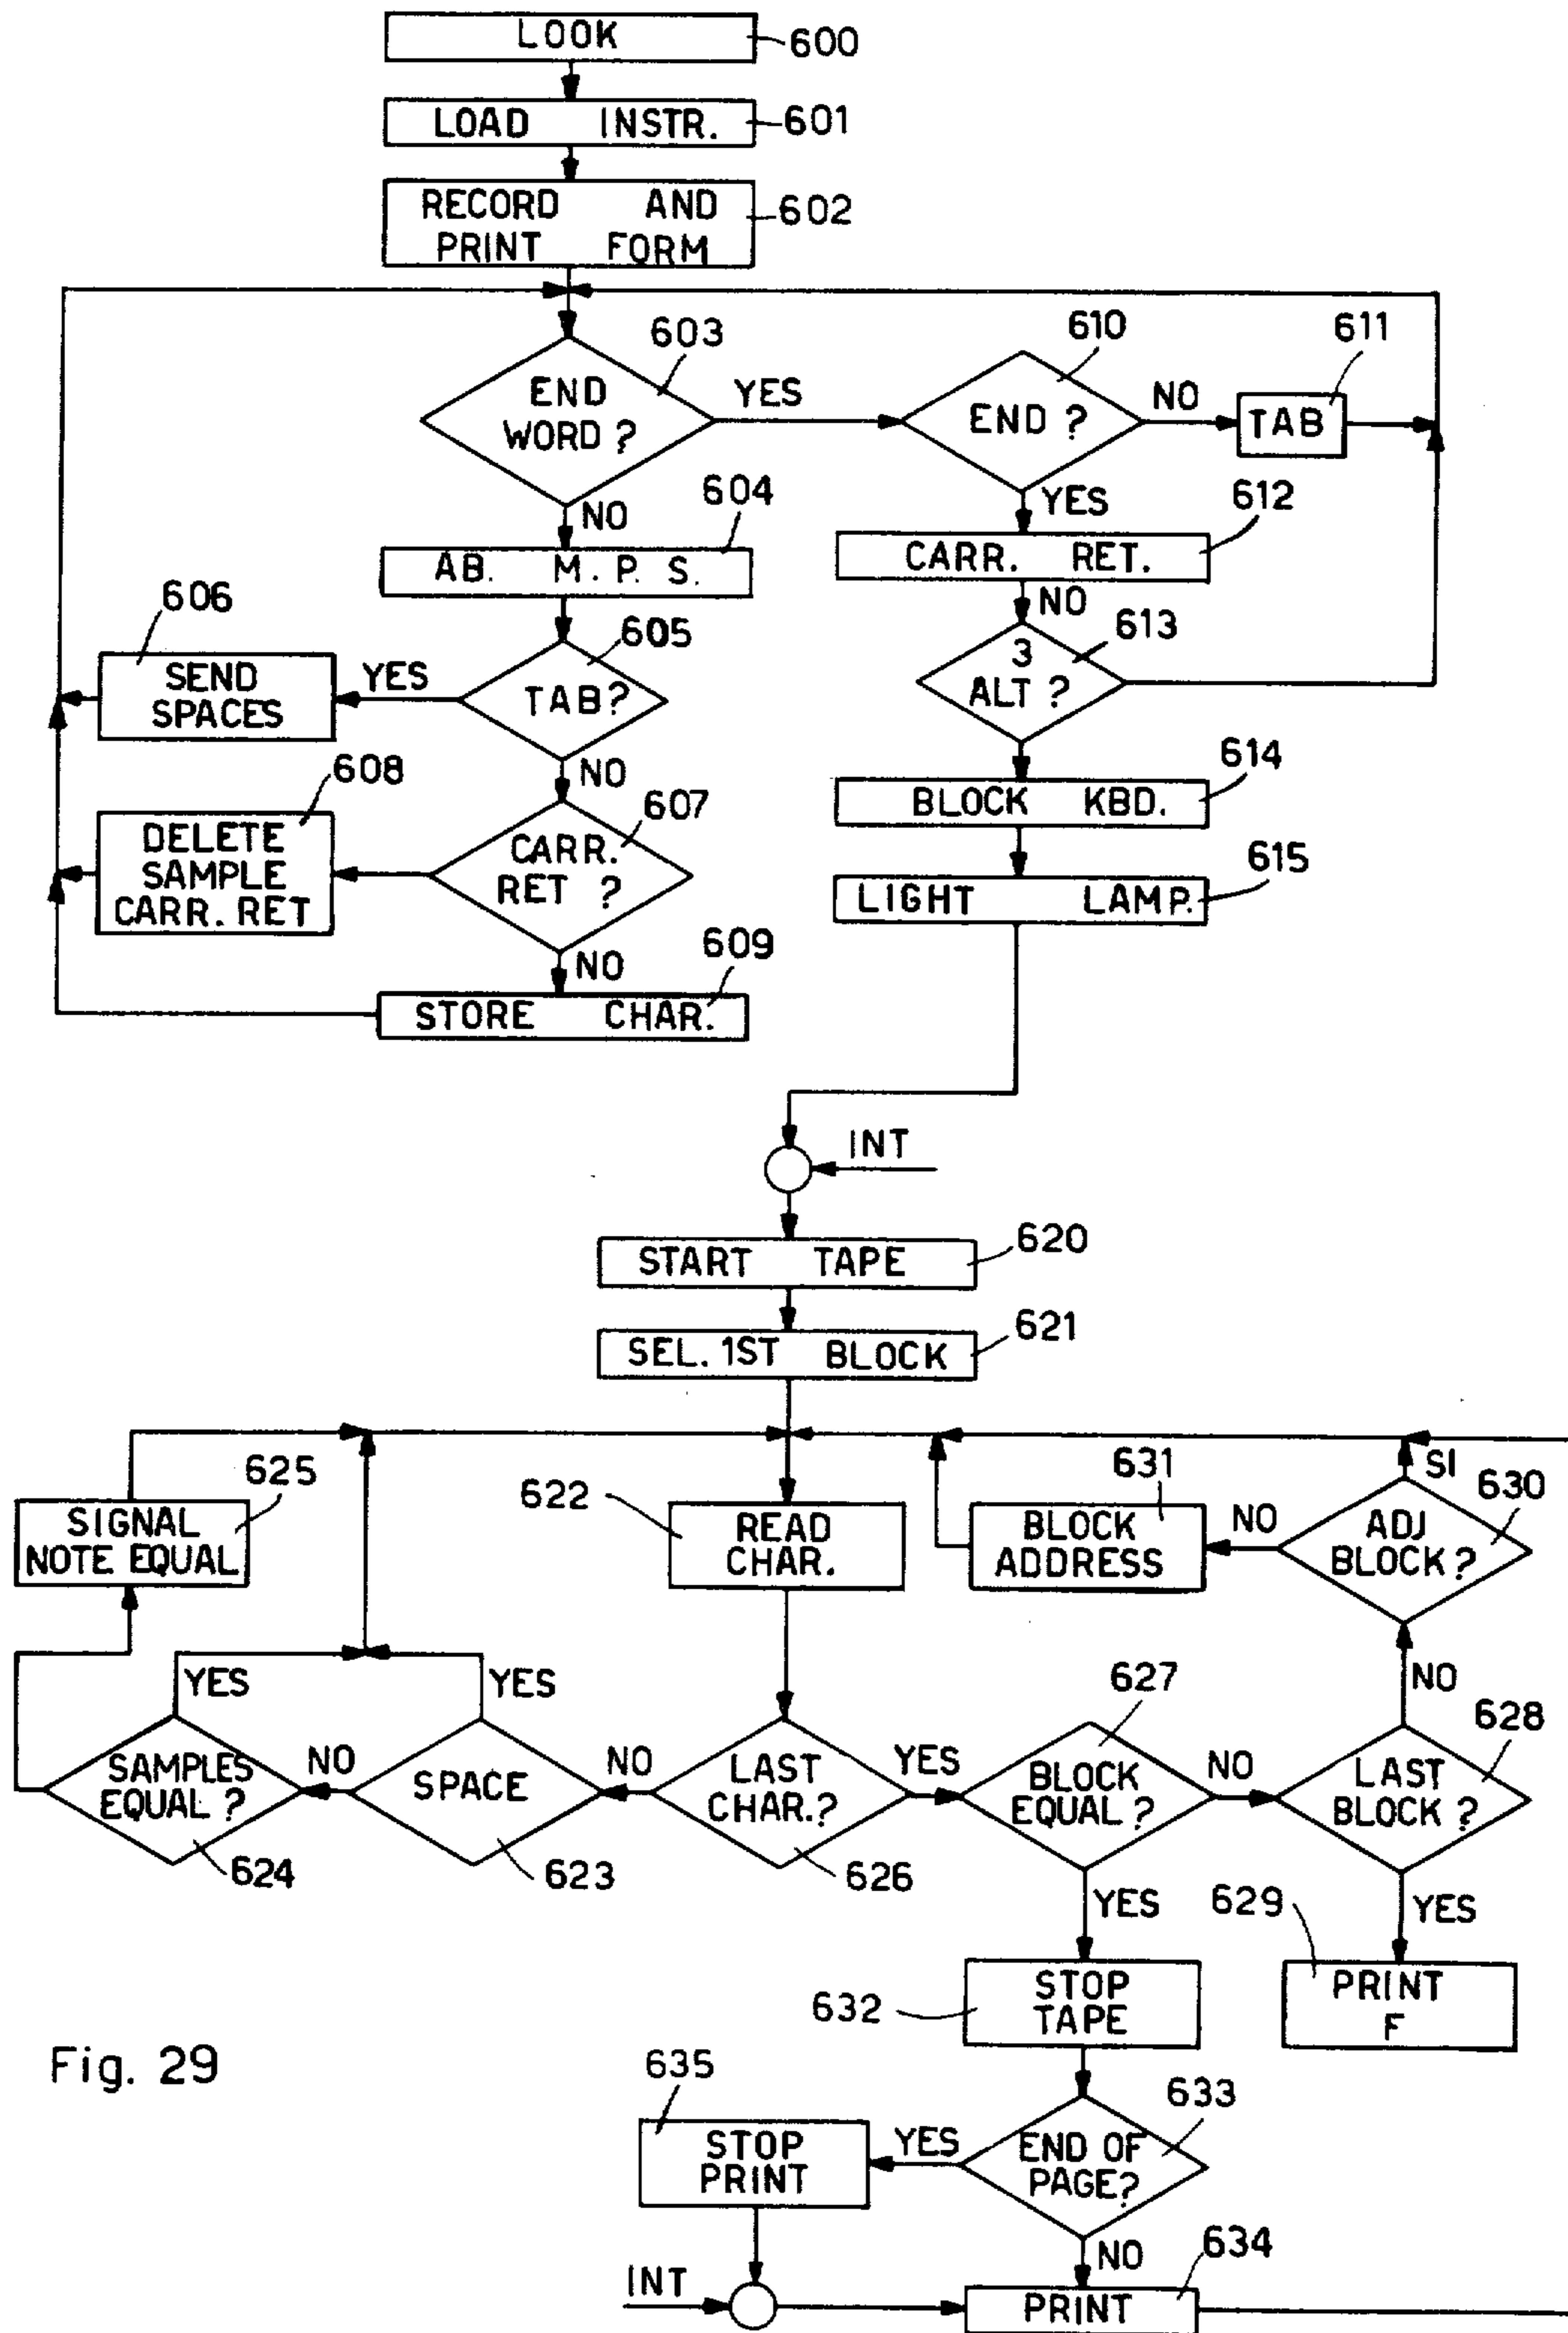 LOOK
600
LOAD INSTR.
601
RECORD AND
PRINT FORM
602
603
END
WORD ?
YES
610
END ?
NO
611
TAB
NO
604
AB. M. P. S.
YES
612
CARR. RET.
606
SEND
SPACES
YES
605
TAB?
NO
613
3
ALT ?
608
DELETE
SAMPLE
CARR. RET
NO
607
CARR.
RET ?
614
BLOCK KBD.
615
LIGHT LAMP.
NO
609
STORE CHAR.
INT
START TAPE
620
SEL. 1ST BLOCK
621
625
SIGNAL
NOTE EQUAL
622
READ
CHAR.
631
BLOCK
ADDRESS
NO
SI
630
ADJ
BLOCK ?
YES
YES
627
NO
628
SAMPLES
EQUAL ?
624
NO
SPACE
623
NO
LAST
CHAR.?
626
YES
BLOCK
EQUAL ?
NO
LAST
BLOCK ?
YES
629
YES
632
STOP
TAPE
PRINT
F
Fig. 29
635
STOP
PRINT
YES
633
END OF
PAGE?
INT
NO
634
PRINT